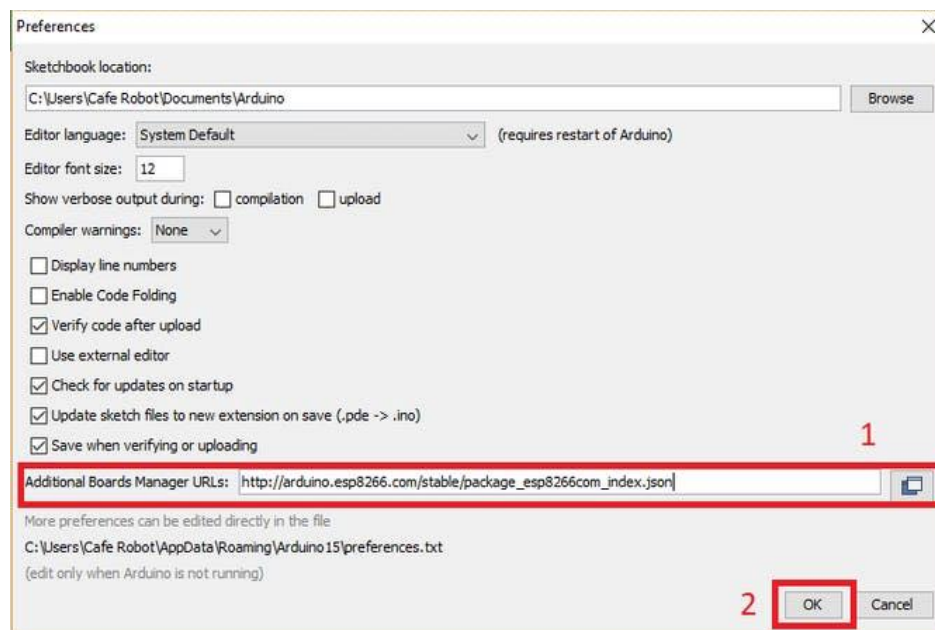 Preferences
Sketchbook location:
C:\Users\Cafe Robot\Documents\Arduino Browse
Editor language: System Default (requires restart of Arduino)
Editor font size: 12
Show verbose output during: compilation upload
Compiler warnings: None
Display line numbers
Enable Code Folding
Verify code after upload
Use external editor
Check for updates on startup
Update sketch files to new extension on save (.pde -> .ino)
Save when verifying or uploading
1
Additional Boards Manager URLs: http://arduino.esp8266.com/stable/package_esp8266com_index.json
More preferences can be edited directly in the file
C:\Users\Cafe Robot\AppData\Roaming\Arduino15\preferences.txt
(edit only when Arduino is not running)
2 OK Cancel